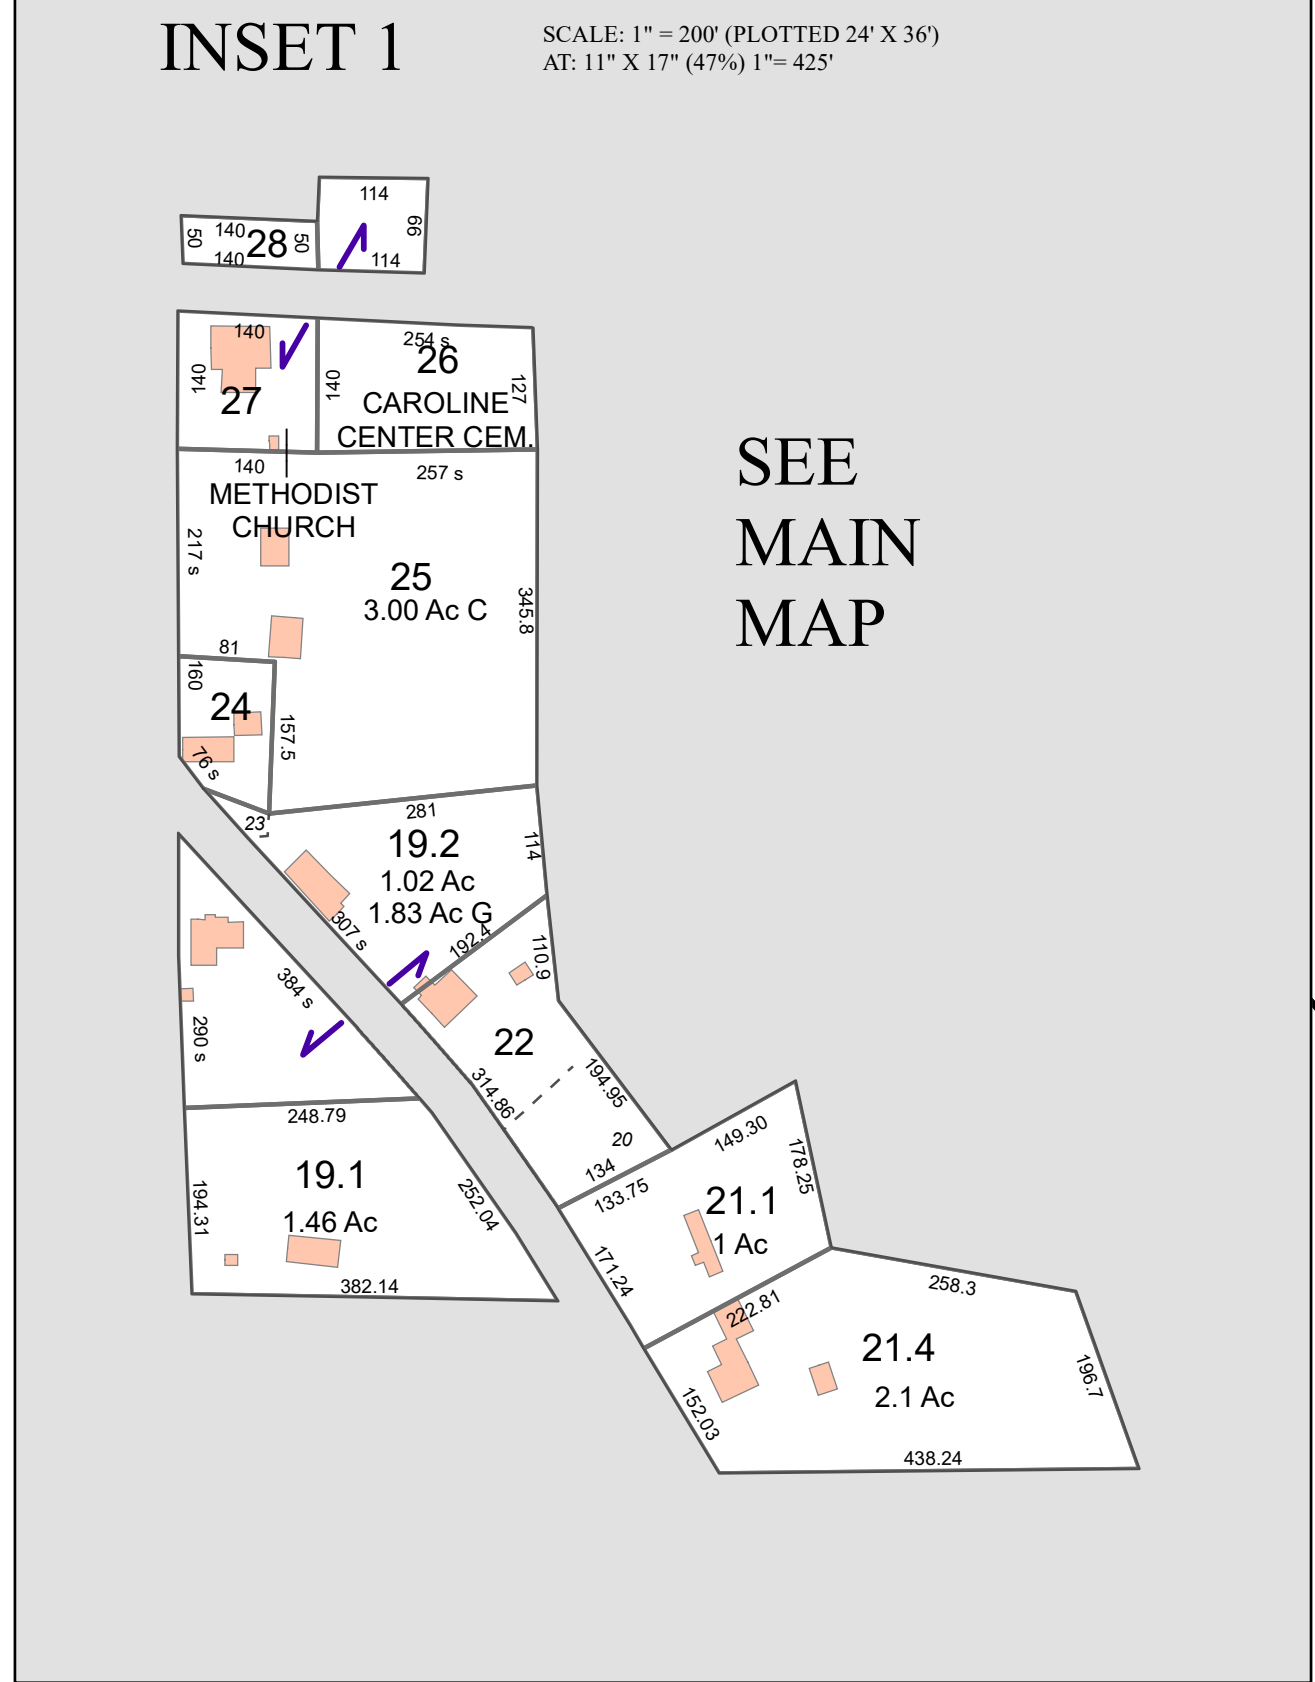 INSET 1
SCALE: 1" = 200' (PLOTTED 24' X 36')
AT: 11" X 17" (47%) 1"= 425'
114
66
114
140
50
28
50
140
140
254 s
26
140
140
127
27
CAROLINE
CENTER CEM.
140
257 s
METHODIST
CHURCH
217 s
25
3.00 Ac C
345.8
SEE
MAIN
MAP
81
160
24
157.5
76 s
281
23
19.2
114
1.02 Ac
1.83 Ac G
307 s
192.4
110.9
384 s
290 s
22
194.95
314.86
248.79
20
134
149.30
178.25
19.1
194.31
1.46 Ac
252.04
133.75
21.1
1 Ac
171.24
382.14
222.81
258.3
21.4
2.1 Ac
196.7
152.03
438.24